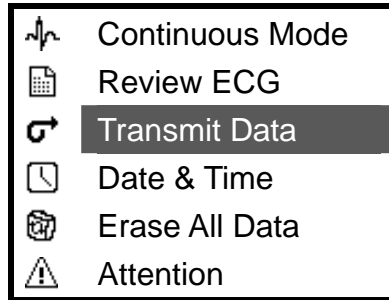 Continuous Mode
Review ECG
Transmit Data
Date & Time
Erase All Data
Attention